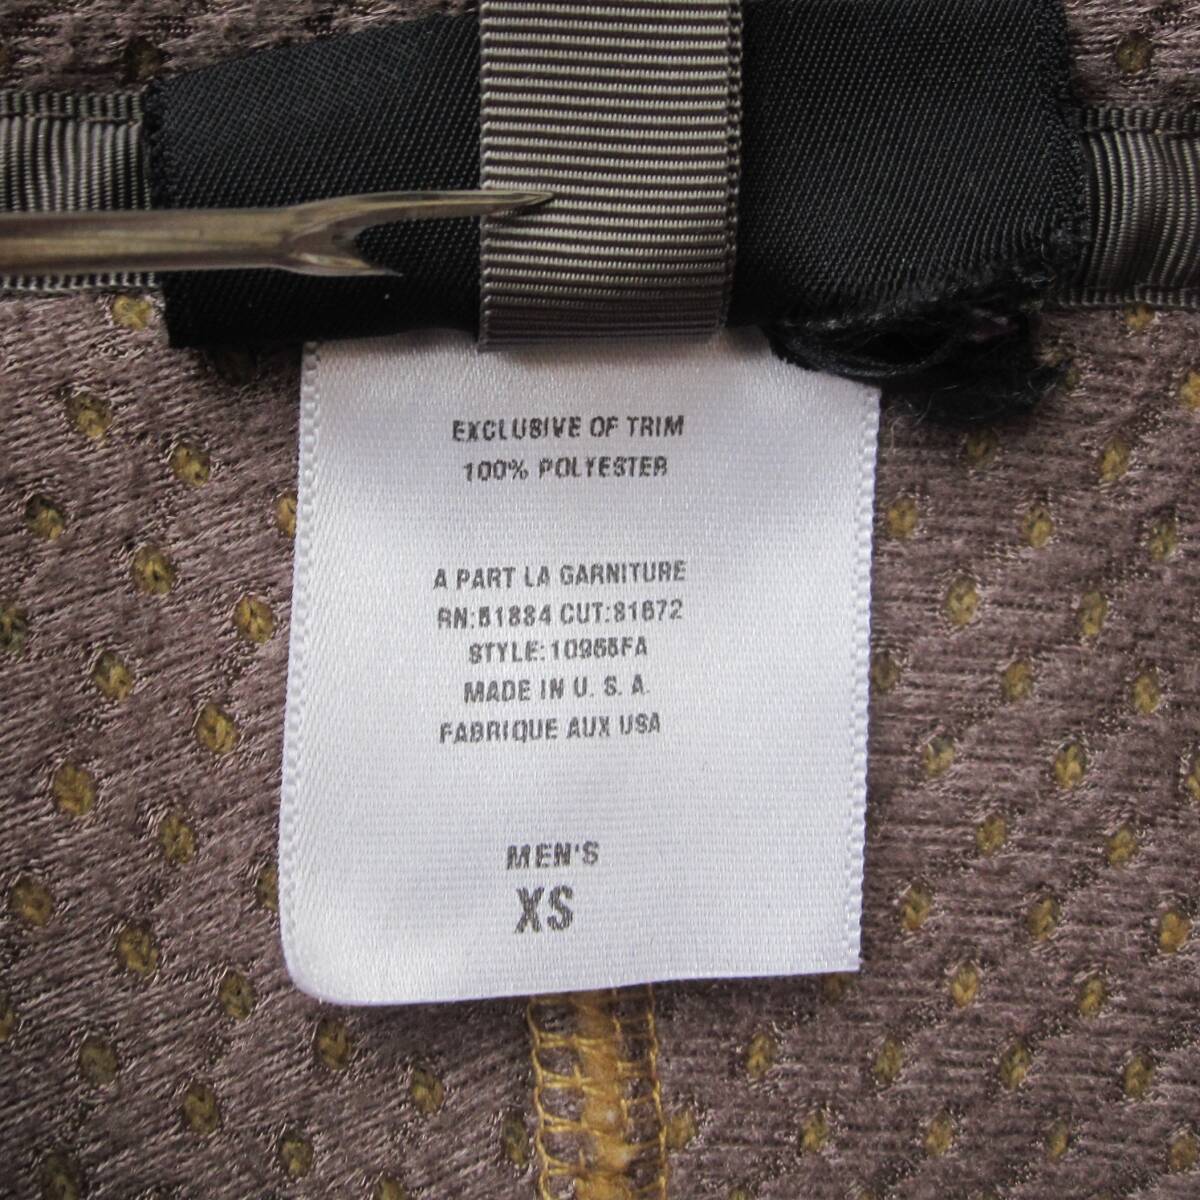 EXCLUSIVE OF TRIM
100% POLYESTER
A PART LA GARNITURE
RN:51884 CUT:81672
STYLE:10955FA
MADE IN U. S. A.
FABRIQUE AUX USA
MEN'S
XS